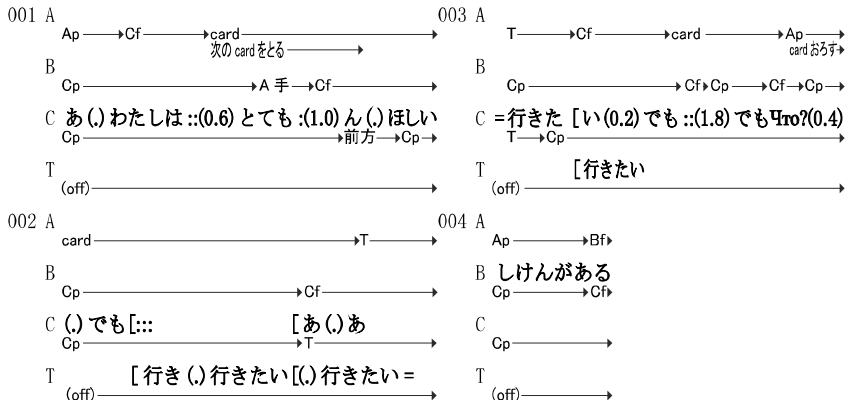 001 A
Ap Cf card
次の card をとる
B
Cp A 手 Cf
C あ (.) わたしは ::(0.6) とても :(1.0) ん (.) ほしい
Cp 前方 Cp
T
(off)
002 A
card T
B
Cp Cf
C (.) でも [::: [ あ (.) あ
Cp T
T [ 行き (.) 行きたい [(.) 行きたい =
(off)
003 A
T Cf card Ap
card おろす
B
Cp Cf Cp Cf Cp
C =行きた [ い (0.2) でも ::(1.8) でも Что?(0.4)
T Cp
T [ 行きたい
(off)
004 A
Ap Bf
B しけんがある
Cp Cf
C
Cp
T
(off)